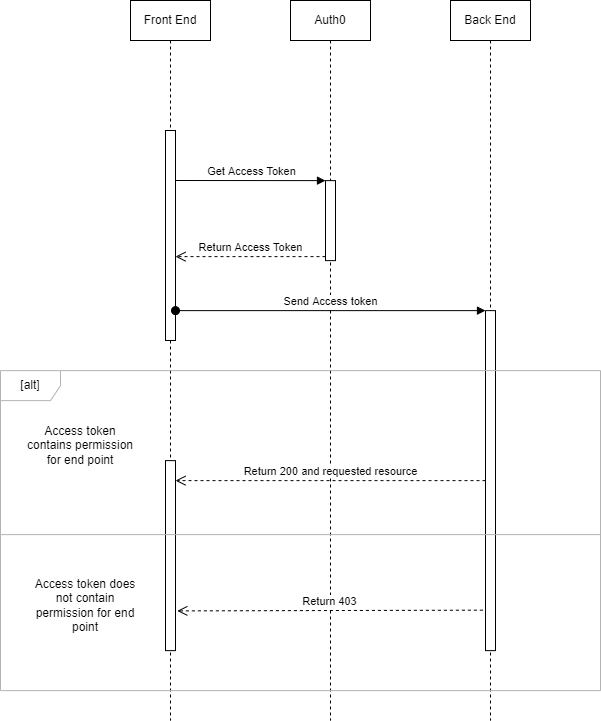 Front End
Auth0
Back End
Get Access Token
Return Access Token
Send Access token
[alt]
Access token
contains permission
for end point
Return 200 and requested resource
Access token does
not contain
permission for end
point
Return 403